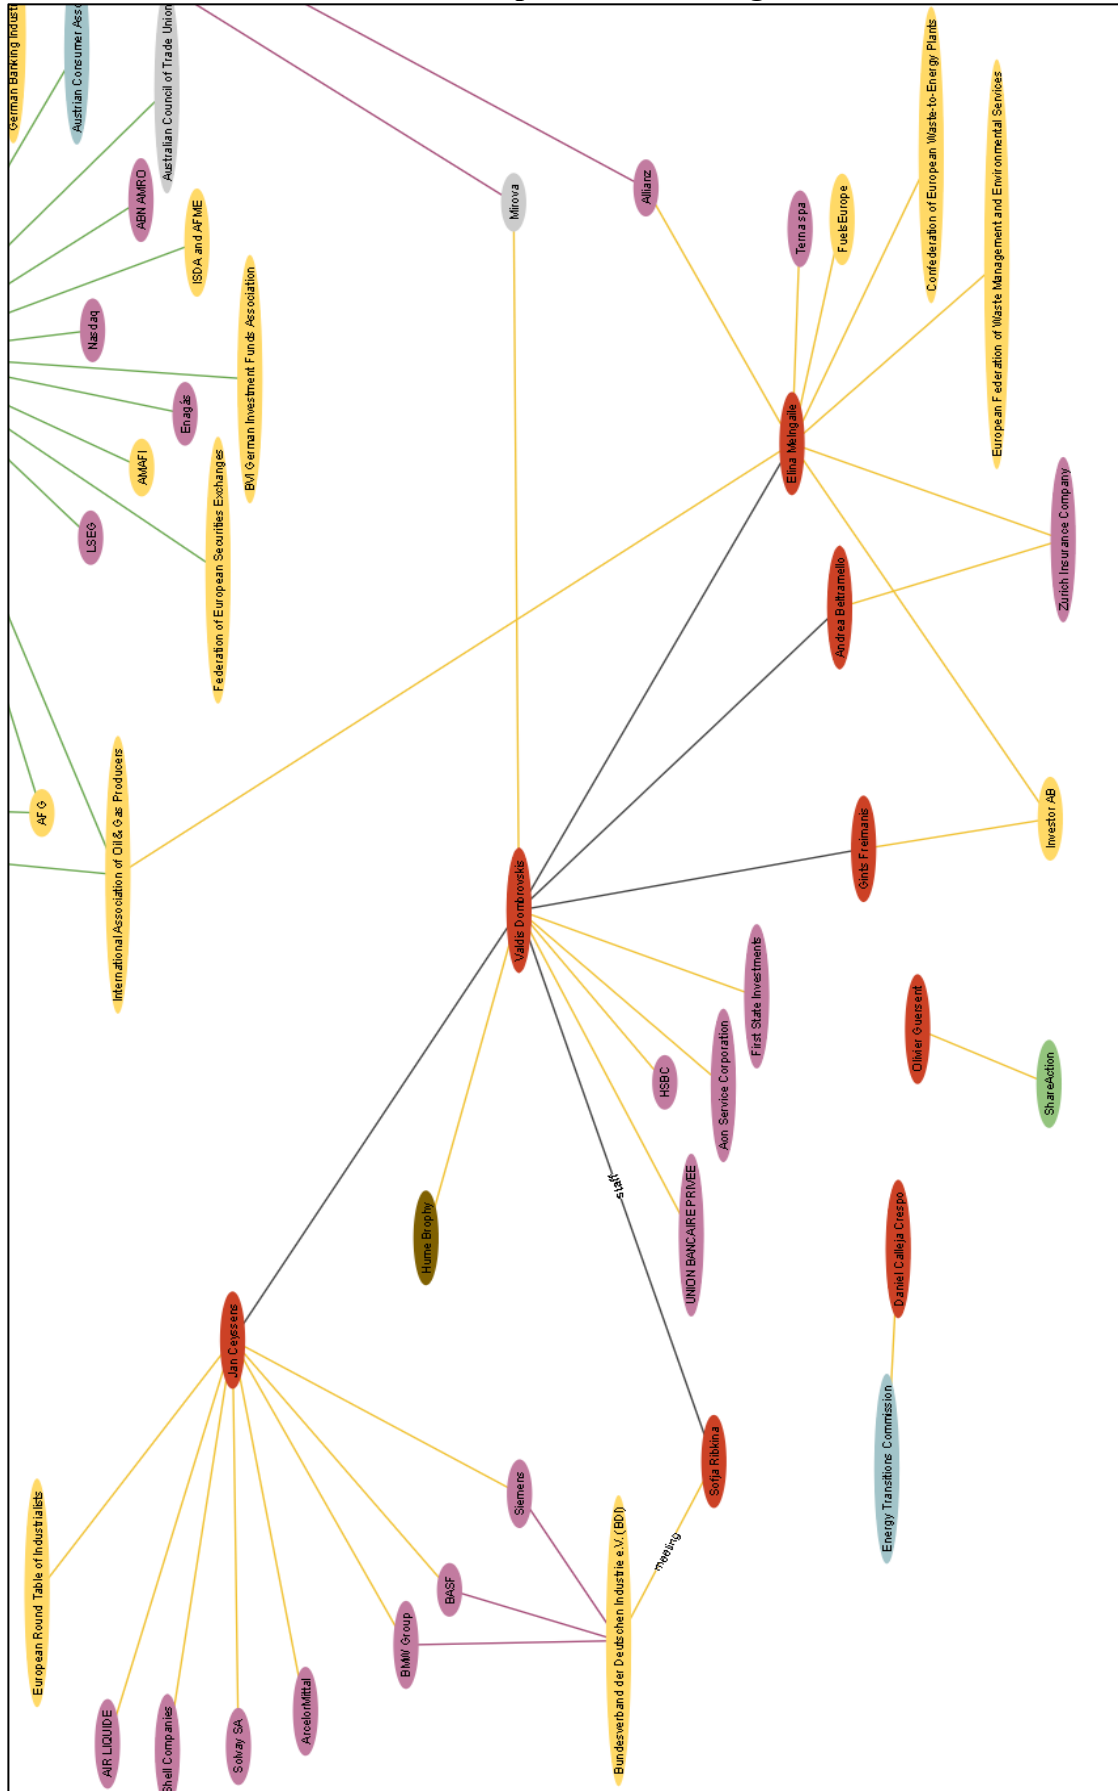 German Banking Indust
Austrian Consumer Asso
Australian Council of Trade Union
ABN AMRO
ISDA and AFME
Nasdaq
BVI German Investment Funds Association
Enagás
AMAFI
Federation of European Securities Exchanges
LSEG
AFG
International Association of Oil & Gas Producers
Mirova
Allianz
Terna spa
FuelsEurope
Confederation of European Waste-to-Energy Plants
European Federation of Waste Management and Environmental Services
Elina Melngaile
Zurich Insurance Company
Andrea Beltramello
Investor AB
Gints Freimanis
Valdis Dombrovskis
First State Investments
Olivier Guersent
Aon Service Corporation
HSBC
ShareAction
UNION BANCAIRE PRIVEE
staff
Hume Brophy
Daniel Calleja Crespo
Jan Ceyssens
Energy Transitions Commission
Sofja Ribkina
Siemens
meeting
European Round Table of Industrialists
BASF
BMW Group
Bundesverband der Deutschen Industrie e.V. (BDI)
ArcelorMittal
AIR LIQUIDE
Shell Companies
Solvay SA